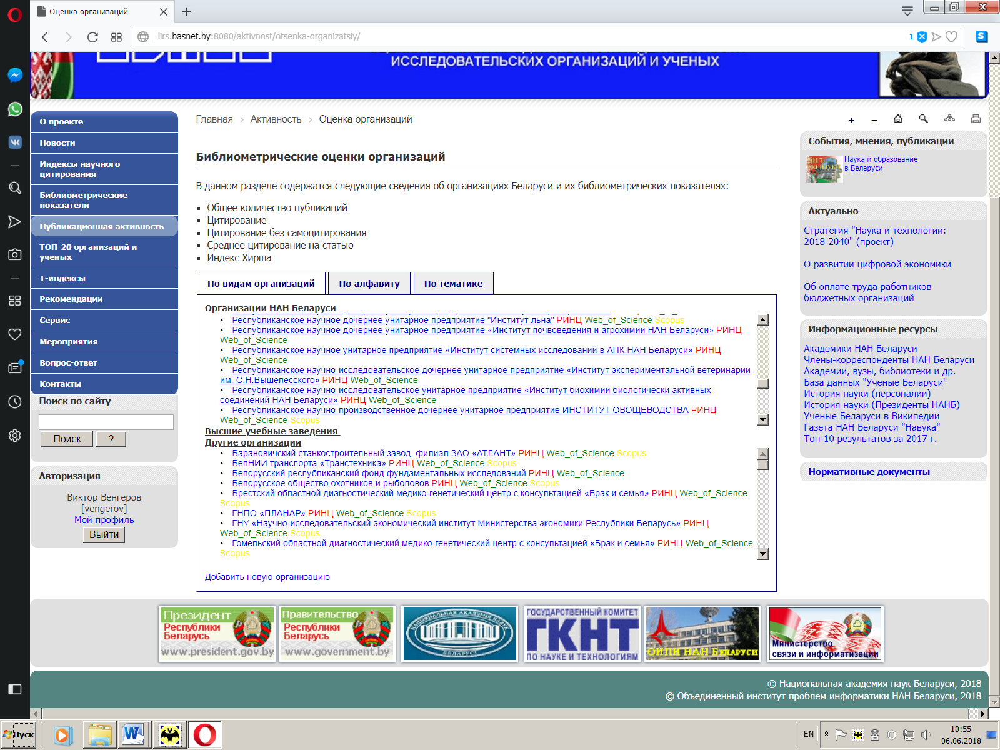 Оценка организаций
lirs.basnet.by:8080/aktivnost/otsenka-organizatsiy/
1
ИССЛЕДОВАТЕЛЬСКИХ ОРГАНИЗАЦИЙ И УЧЕНЫХ
О проекте
Новости
Индексы научного
цитирования
Библиометрические
показатели
Публикационная активность
ТОП-20 организаций и
ученых
Т-индексы
Рекомендации
Сервис
Мероприятия
Вопрос-ответ
Контакты
Поиск по сайту
Поиск
?
Авторизация
Виктор Венгеров
[vengerov]
Мой профиль
Выйти
Главная > Активность > Оценка организаций
+ −
Библиометрические оценки организаций
В данном разделе содержатся следующие сведения об организациях Беларуси и их библиометрических показателях:
Общее количество публикаций
Цитирование
Цитирование без самоцитирования
Среднее цитирование на статью
Индекс Хирша
По видам организаций
По алфавиту
По тематике
Организации НАН Беларуси
• Республиканское научное дочернее унитарное предприятие "Институт льна" РИНЦ Web_of_Science Scopus
• Республиканское научное дочернее унитарное предприятие «Институт почвоведения и агрохимии НАН Беларуси» РИНЦ
Web_of_Science
• Республиканское научное унитарное предприятие «Институт системных исследований в АПК НАН Беларуси» РИНЦ
Web_of_Science
• Республиканское научно-исследовательское дочернее унитарное предприятие «Институт экспериментальной ветеринарии
им. С.Н.Вышелесского» РИНЦ Web_of_Science
• Республиканское научно-исследовательское унитарное предприятие «Институт биохимии биологически активных
соединений НАН Беларуси» РИНЦ Web_of_Science
• Республиканское научно-производственное дочернее унитарное предприятие ИНСТИТУТ ОВОЩЕВОДСТВА РИНЦ
Web_of_Science Scopus
Высшие учебные заведения
Другие организации
• Барановичский станкостроительный завод, филиал ЗАО «АТЛАНТ» РИНЦ Web_of_Science Scopus
• БелНИИ транспорта «Транстехника» РИНЦ Web_of_Science Scopus
• Белорусский республиканский фонд фундаментальных исследований РИНЦ Web_of_Science
• Белорусское общество охотников и рыболовов РИНЦ Web_of_Science Scopus
• Брестский областной диагностический медико-генетический центр с консультацией «Брак и семья» РИНЦ Web_of_Science
Scopus
• ГНПО «ПЛАНАР» РИНЦ Web_of_Science Scopus
• ГНУ «Научно-исследовательский экономический институт Министерства экономики Республики Беларусь» РИНЦ
Web_of_Science Scopus
• Гомельский областной диагностический медико-генетический центр с консультацией «Брак и семья» РИНЦ Web_of_Science
Scopus
Добавить новую организацию
События, мнения, публикации
2017
Наука и образование
в Беларуси
Актуально
Стратегия "Наука и технологии:
2018-2040" (проект)
О развитии цифровой экономики
Об оплате труда работников
бюджетных организаций
Информационные ресурсы
Академики НАН Беларуси
Члены-корреспонденты НАН Беларуси
Академии, вузы, библиотеки и др.
База данных "Ученые Беларуси"
История науки (персоналии)
История науки (Президенты НАНБ)
Ученые Беларуси в Википедии
Газета НАН Беларуси "Навука"
Топ-10 результатов за 2017 г.
Нормативные документы
Президент
Республики
Беларусь
www.president.gov.by
Правительство
Республики
Беларусь
www.government.by
НАЦЫЯНАЛЬНАЯ АКАДЭМІЯ НАВУК
БЕЛАРУСІ
ГОСУДАРСТВЕННЫЙ КОМИТЕТ
ГКНТ
ПО НАУКЕ И ТЕХНОЛОГИЯМ
ОИПИ НАН Беларуси
Министерство
связи и информатизации
© Национальная академия наук Беларуси, 2018
© Объединенный институт проблем информатики НАН Беларуси, 2018
Пуск
EN
10:55
06.06.2018